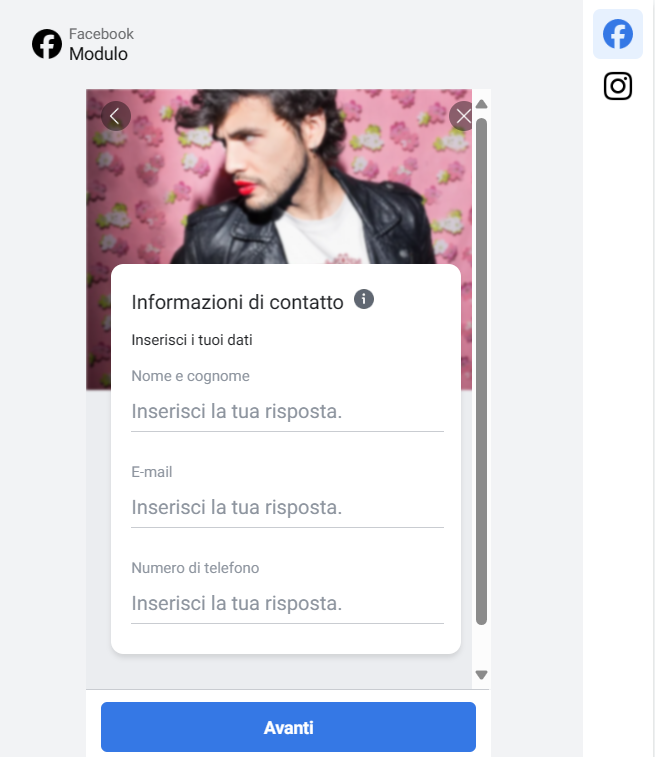 Facebook
Modulo
Informazioni di contatto
Inserisci i tuoi dati
Nome e cognome
Inserisci la tua risposta.
E-mail
Inserisci la tua risposta.
Numero di telefono
Inserisci la tua risposta.
Avanti